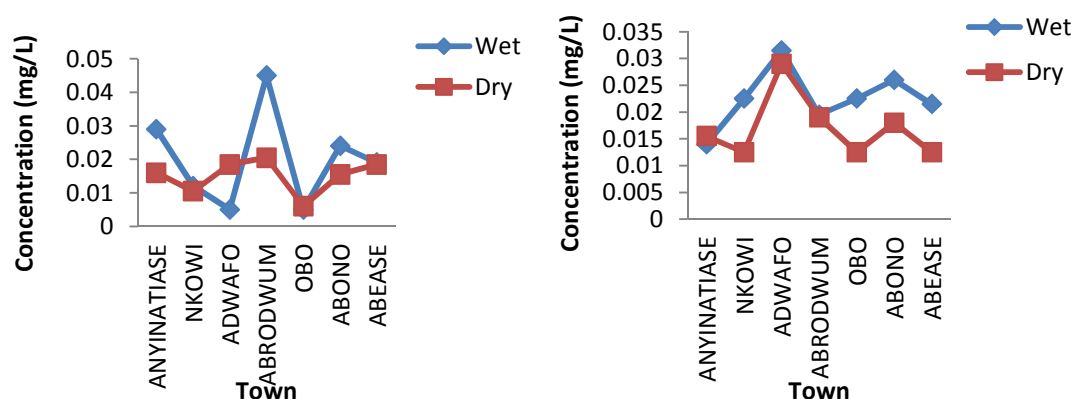 Concentration (mg/L)
0.05
0.04
0.03
0.02
0.01
0
Wet
Dry
ANYINATIASE
NKOWI
ADWAFO
ABRODWUM
OBO
ABONO
ABEASE
Town
Concentration (mg/L)
0.035
0.03
0.025
0.02
0.015
0.01
0.005
0
Wet
Dry
ANYINATIASE
NKOWI
ADWAFO
ABRODWUM
OBO
ABONO
ABEASE
Town